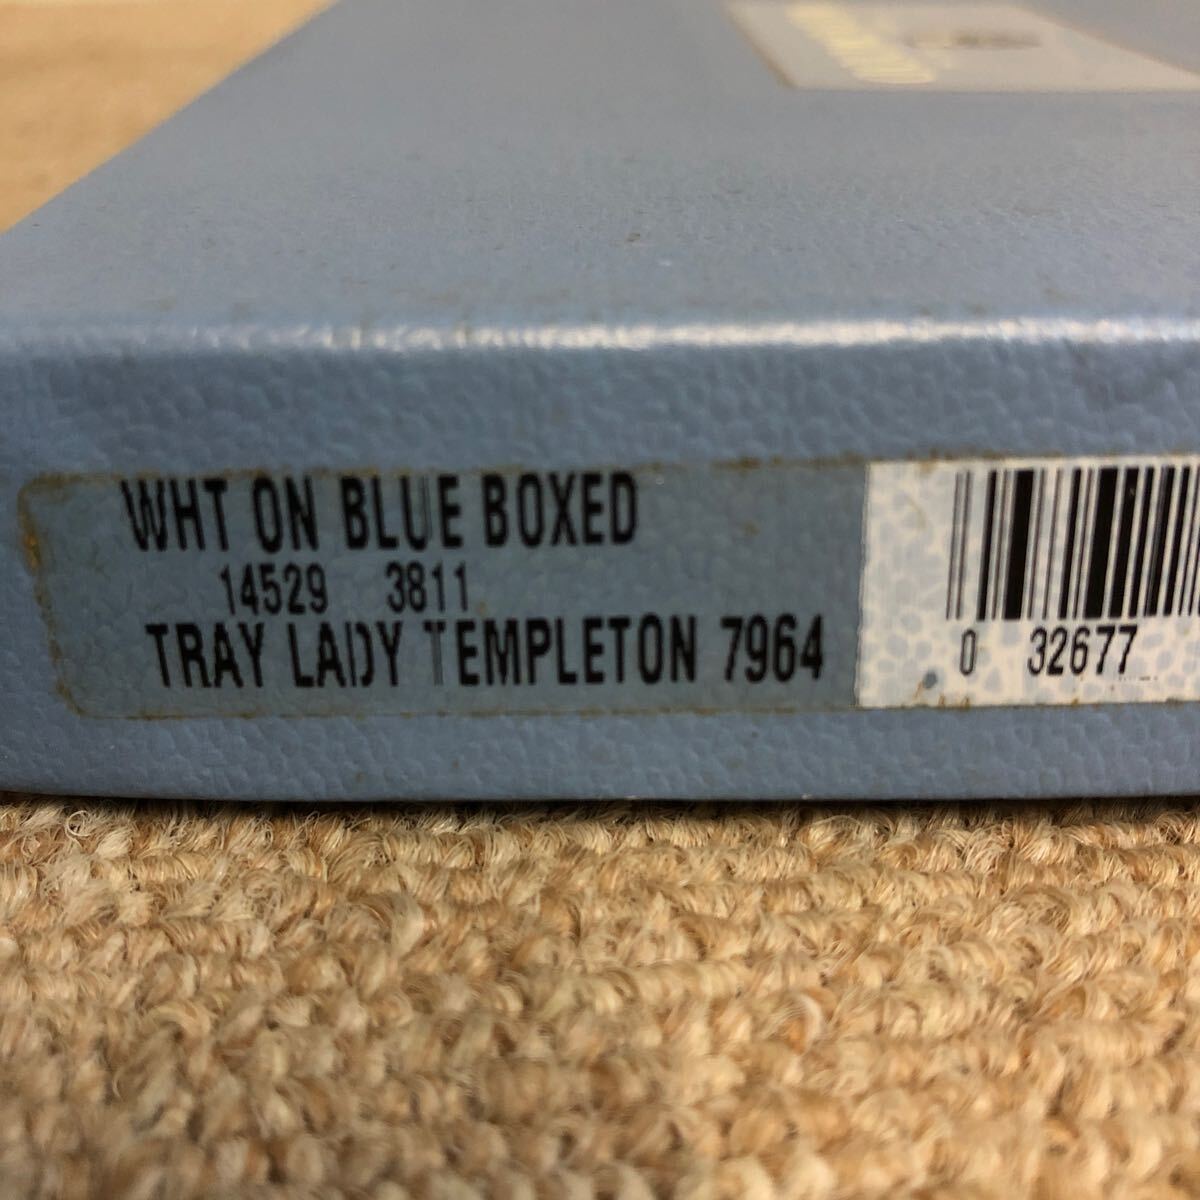 WHT ON BLUE BOXED
14529 3811
TRAY LADY TEMPLETON 7964
0 32677